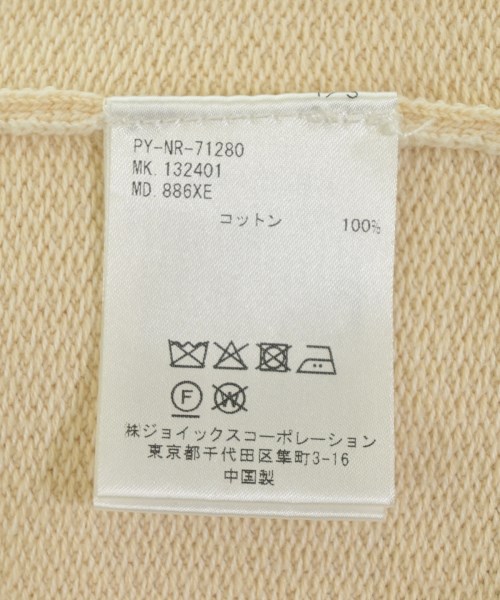 PY-NR-71280
MK. 132401
MD. 886XE
コットン 100%
F W
株ジョイックスコーポレーション
東京都千代田区隼町3-16
中国製